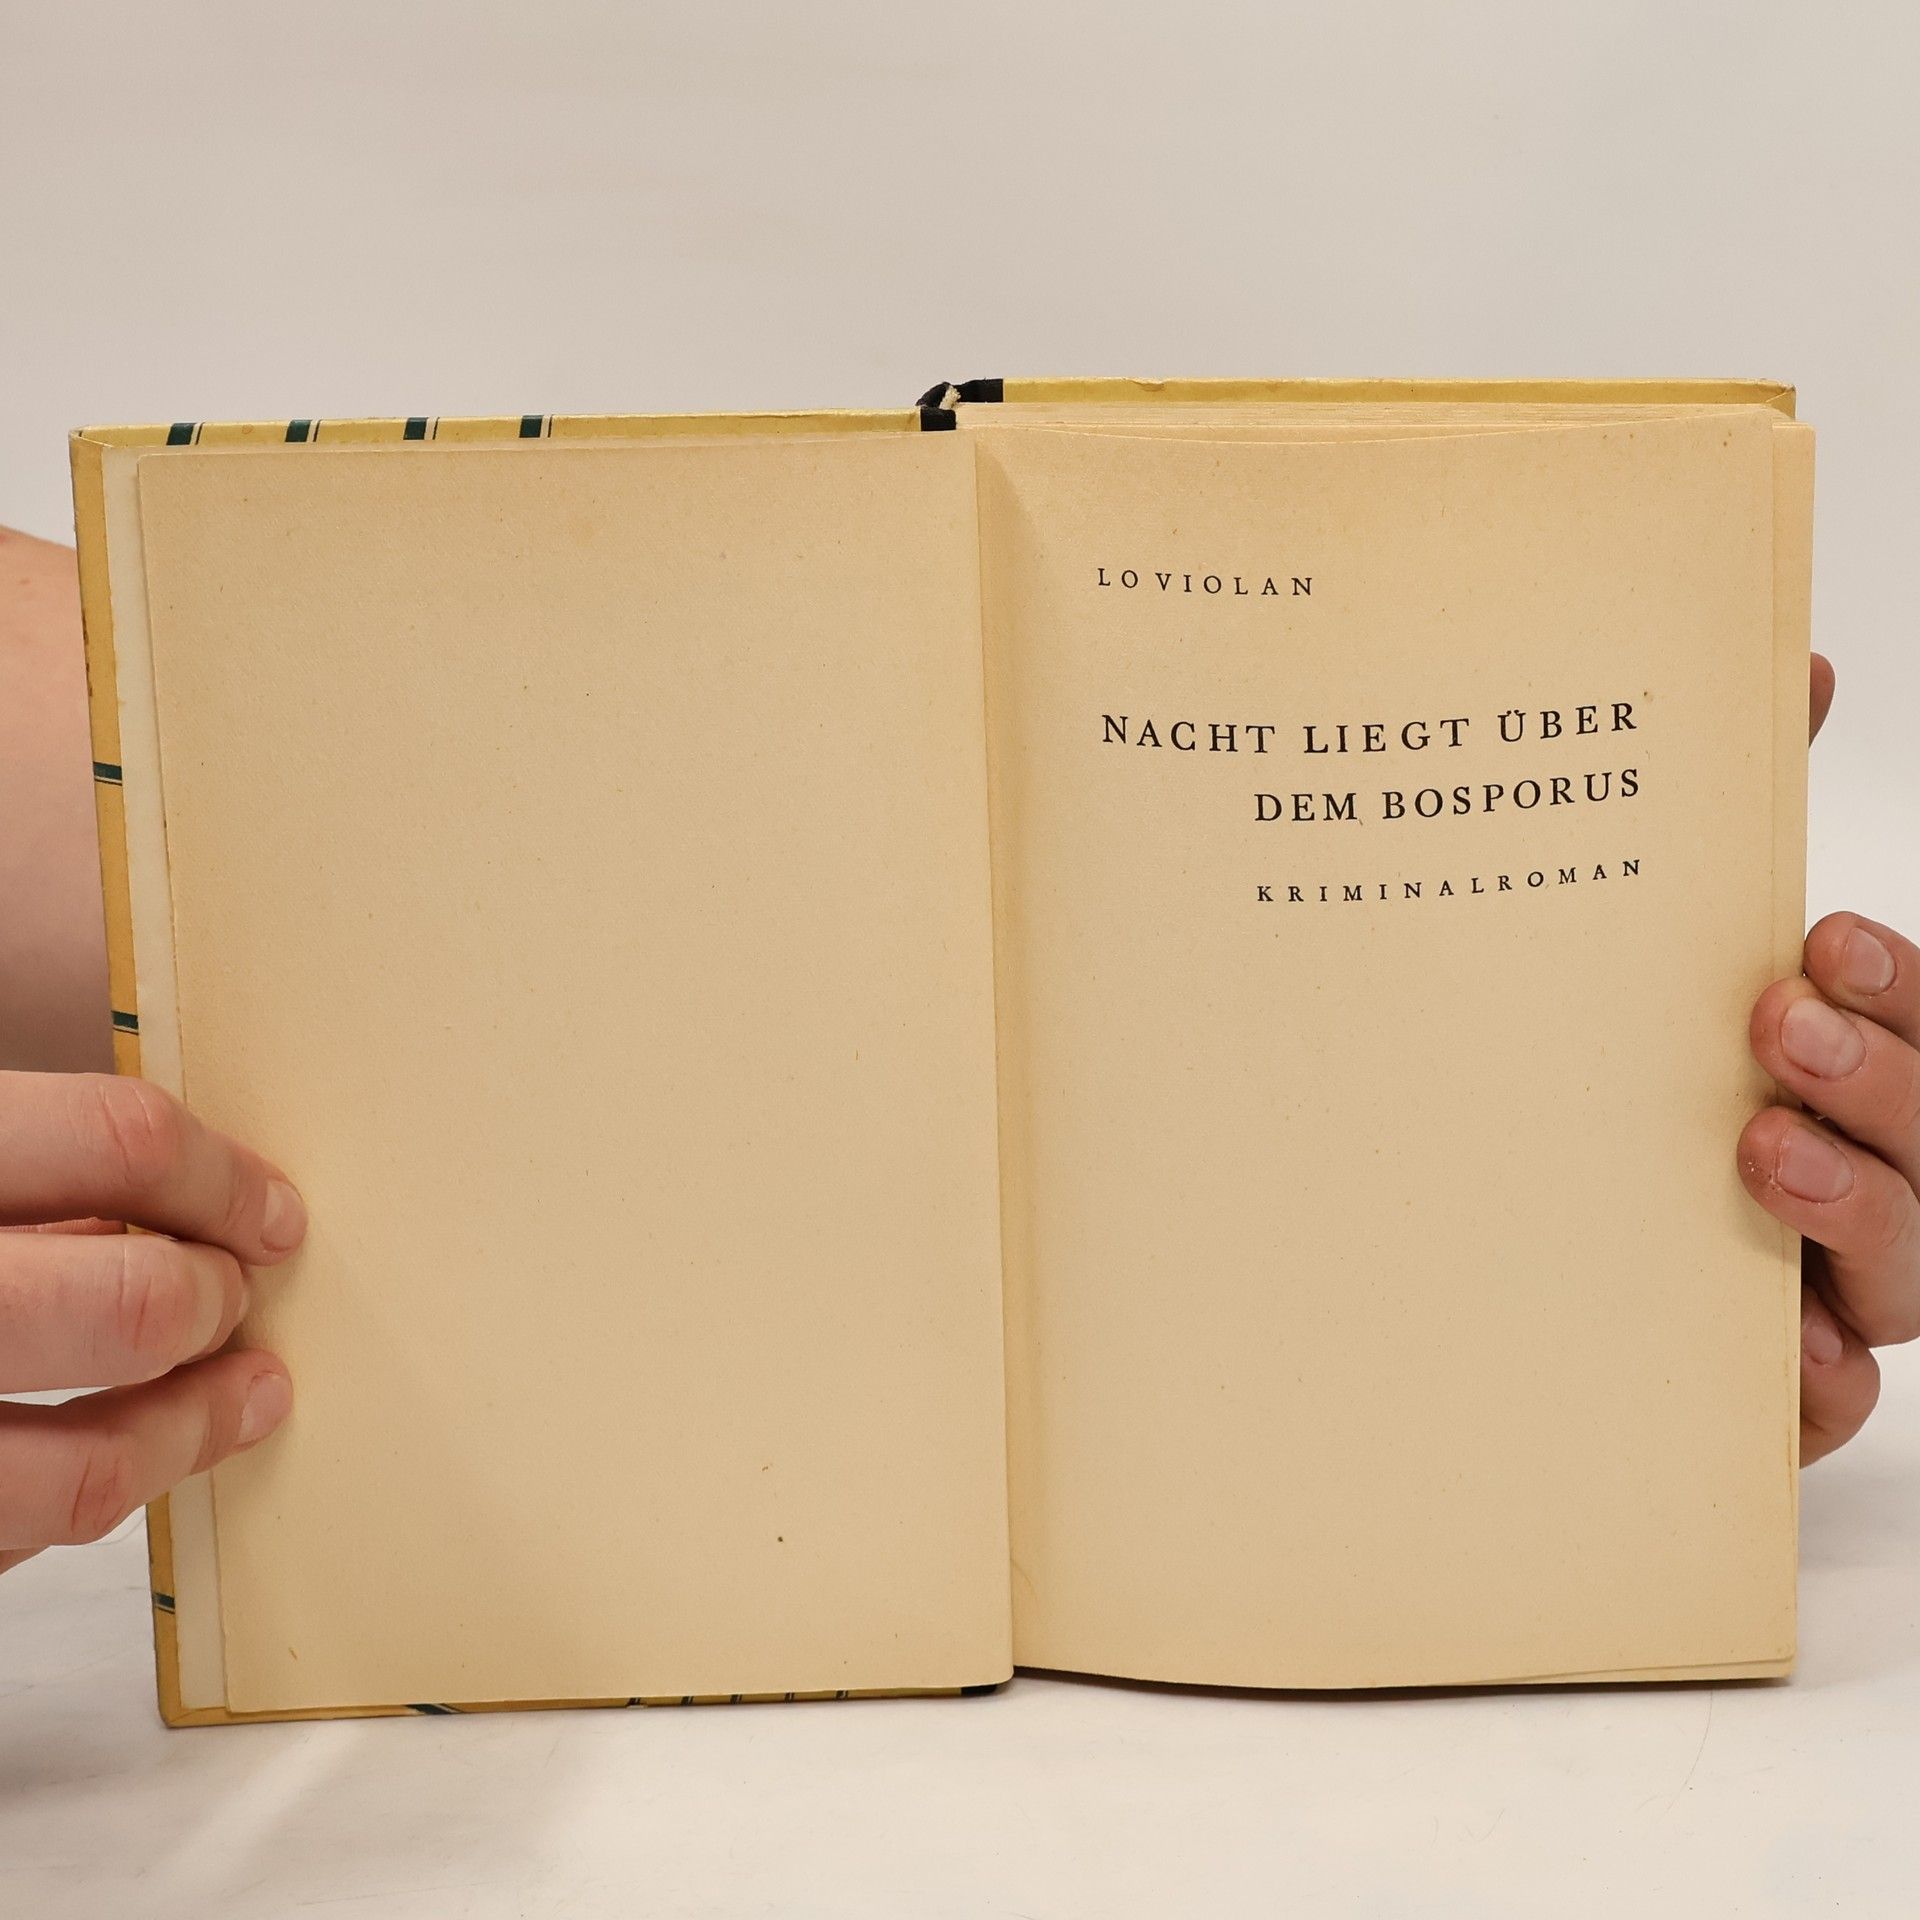 LO VIOLAN
NACHT LIEGT ÜBER
DEM BOSPORUS
KRIMINALROMAN